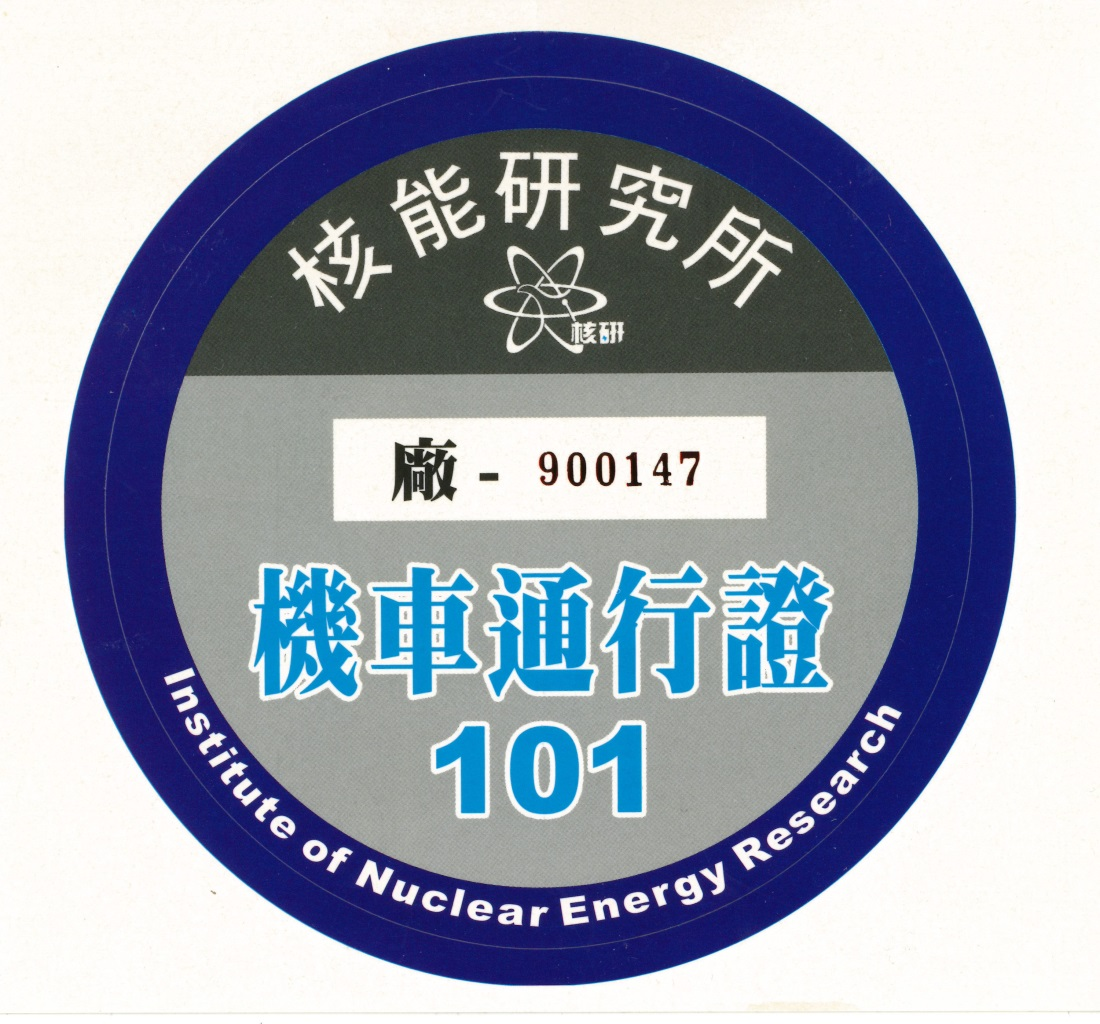 核能研究所
核研
廠 - 900147
機車通行證
101
Institute of Nuclear Energy Research